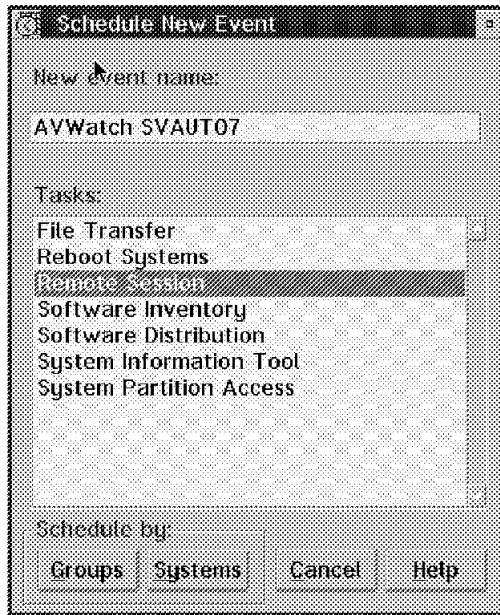 Schedule New Event
New event name:
AVWatch SVAUT07
Tasks:
File Transfer
Reboot Systems
Remote Session
Software Inventory
Software Distribution
System Information Tool
System Partition Access
Schedule by:
Groups Systems Cancel Help